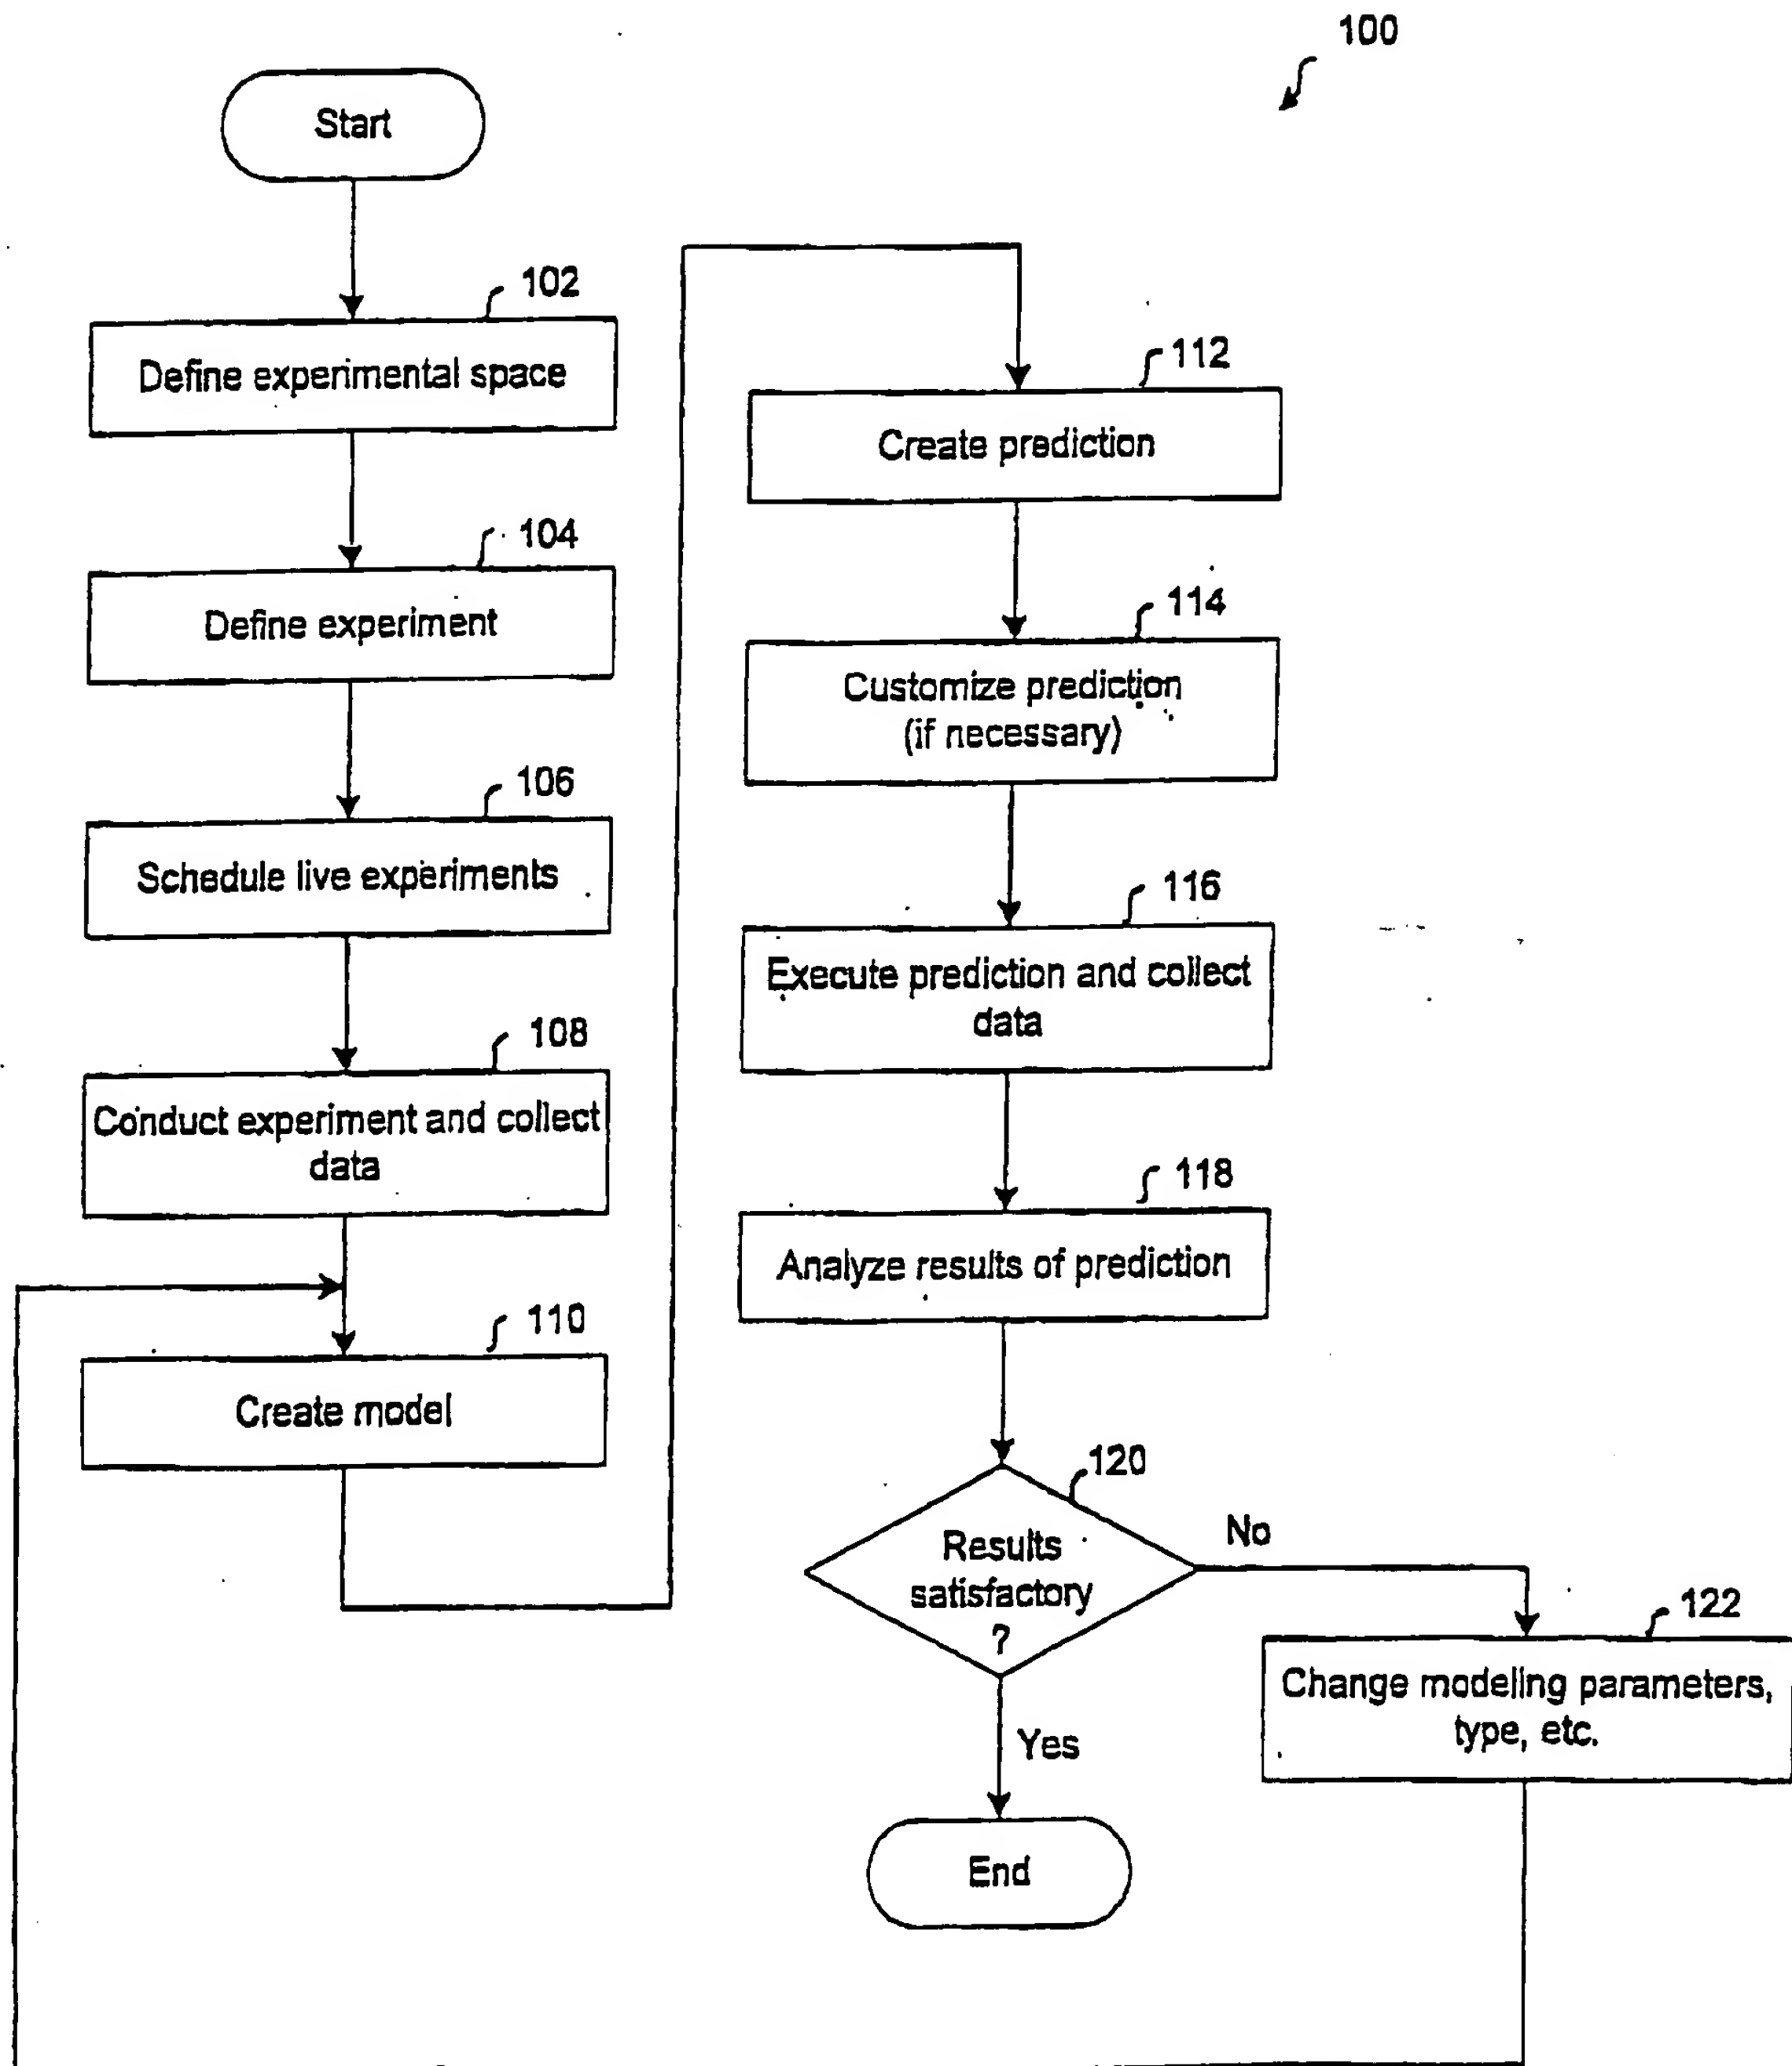 100
Start
102
Define experimental space
104
Define experiment
106
Schedule live experiments
108
Conduct experiment and collect
data
110
Create model
112
Create prediction
114
Customize prediction
(if necessary)
116
Execute prediction and collect
data
118
Analyze results of prediction
120
Results
satisfactory
?
No
Yes
122
Change modeling parameters,
type, etc.
End